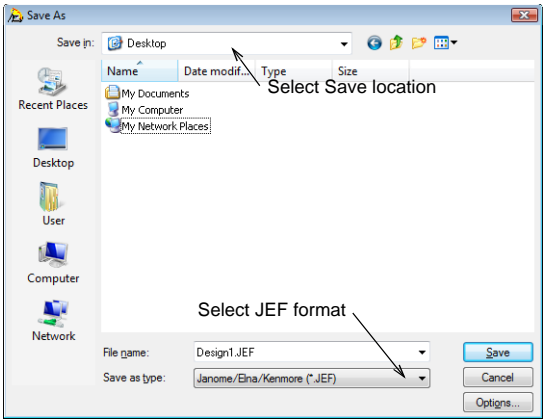 Save As
Save in: Desktop
Name Date modif... Type Size
Select Save location
My Documents
My Computer
My Network Places
Recent Places
Desktop
User
Computer
Network
Select JEF format
File name: Design1.JEF Save
Save as type: Janome/Elna/Kenmore (*.JEF) Cancel
Options...